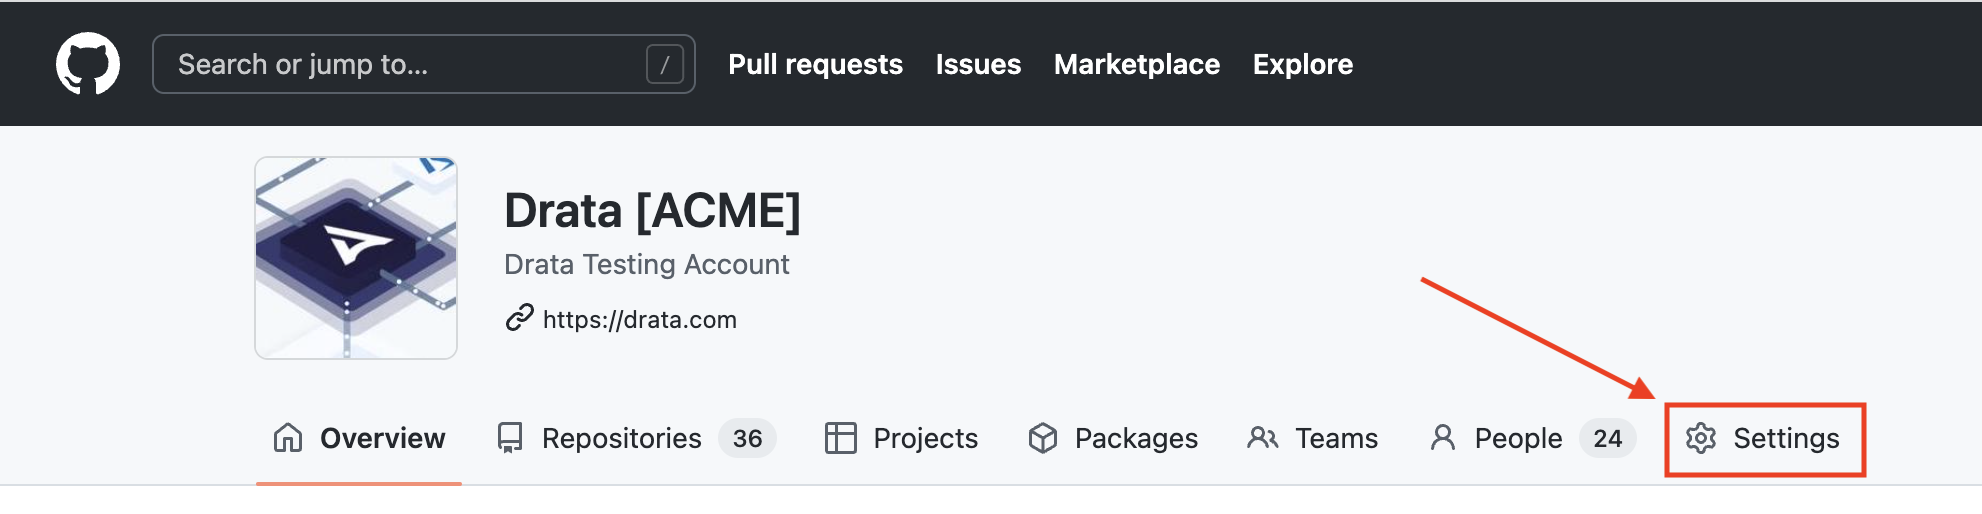 Search or jump to... / Pull requests Issues Marketplace Explore
Drata [ACME]
Drata Testing Account
https://drata.com
Overview Repositories 36 Projects Packages Teams People 24 Settings